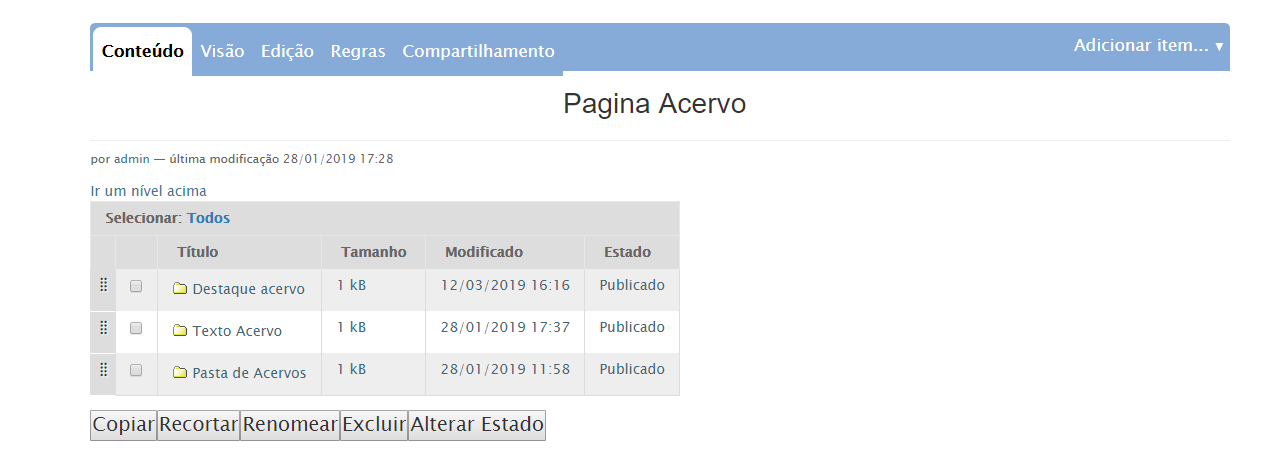 Conteúdo Visão Edição Regras Compartilhamento Adicionar item... ▼
Pagina Acervo
por admin — última modificação 28/01/2019 17:28
Ir um nível acima
Selecionar: Todos
Título Tamanho Modificado Estado
Destaque acervo 1 kB 12/03/2019 16:16 Publicado
Texto Acervo 1 kB 28/01/2019 17:37 Publicado
Pasta de Acervos 1 kB 28/01/2019 11:58 Publicado
Copiar Recortar Renomear Excluir Alterar Estado